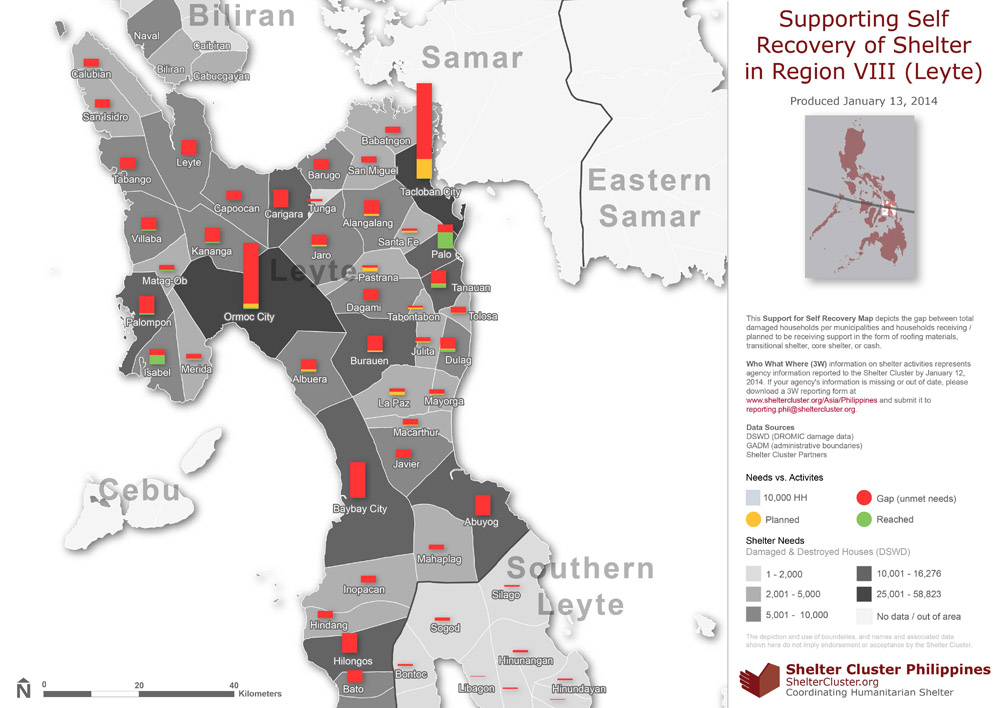 Supporting Self
Recovery of Shelter
in Region VIII (Leyte)
Produced January 13, 2014
Biliran
Naval
Caibiran
Biliran
Cabucgayan
Samar
Calubian
San Isidro
Leyte
Tabango
Babatngon
Barugo
San Miguel
Tacloban City
Eastern
Samar
Capoocan
Carigara
Tunga
Alangalang
Villaba
Kananga
Jaro
Santa Fe
Palo
Leyte
Matag-Ob
Pastrana
Tanauan
Dagami
Palompon
Ormoc City
Tabontabon
Tolosa
Burauen
Julita
Dulag
Isabel
Merida
Albuera
La Paz
Mayorga
Macarthur
Javier
Cebu
Baybay City
Abuyog
Mahaplag
Southern
Leyte
Inopacan
Silago
Hindang
Sogod
Hilongos
Hinunangan
Bontoc
Bato
Libagon
Hinundayan
N
0 20 40 Kilometers
This Support for Self Recovery Map depicts the gap between total
damaged households per municipalities and households receiving /
planned to be receiving support in the form of roofing materials,
transitional shelter, core shelter, or cash.
Who What Where (3W) information on shelter activities represents
agency information reported to the Shelter Cluster by January 12,
2014. If your agency's information is missing or out of date, please
download a 3W reporting form at
www.sheltercluster.org/Asia/Philippines and submit it to
reporting.phil@sheltercluster.org.
Data Sources
DSWD (DROMIC damage data)
GADM (administrative boundaries)
Shelter Cluster Partners
Needs vs. Activites
10,000 HH
Gap (unmet needs)
Planned
Reached
Shelter Needs
Damaged & Destroyed Houses (DSWD)
1 - 2,000
10,001 - 16,276
2,001 - 5,000
25,001 - 58,823
5,001 - 10,000
No data / out of area
The depiction and use of boundaries, and names and associated data
shown here do not imply endorsement or acceptance by the Shelter Cluster.
Shelter Cluster Philippines
ShelterCluster.org
Coordinating Humanitarian Shelter